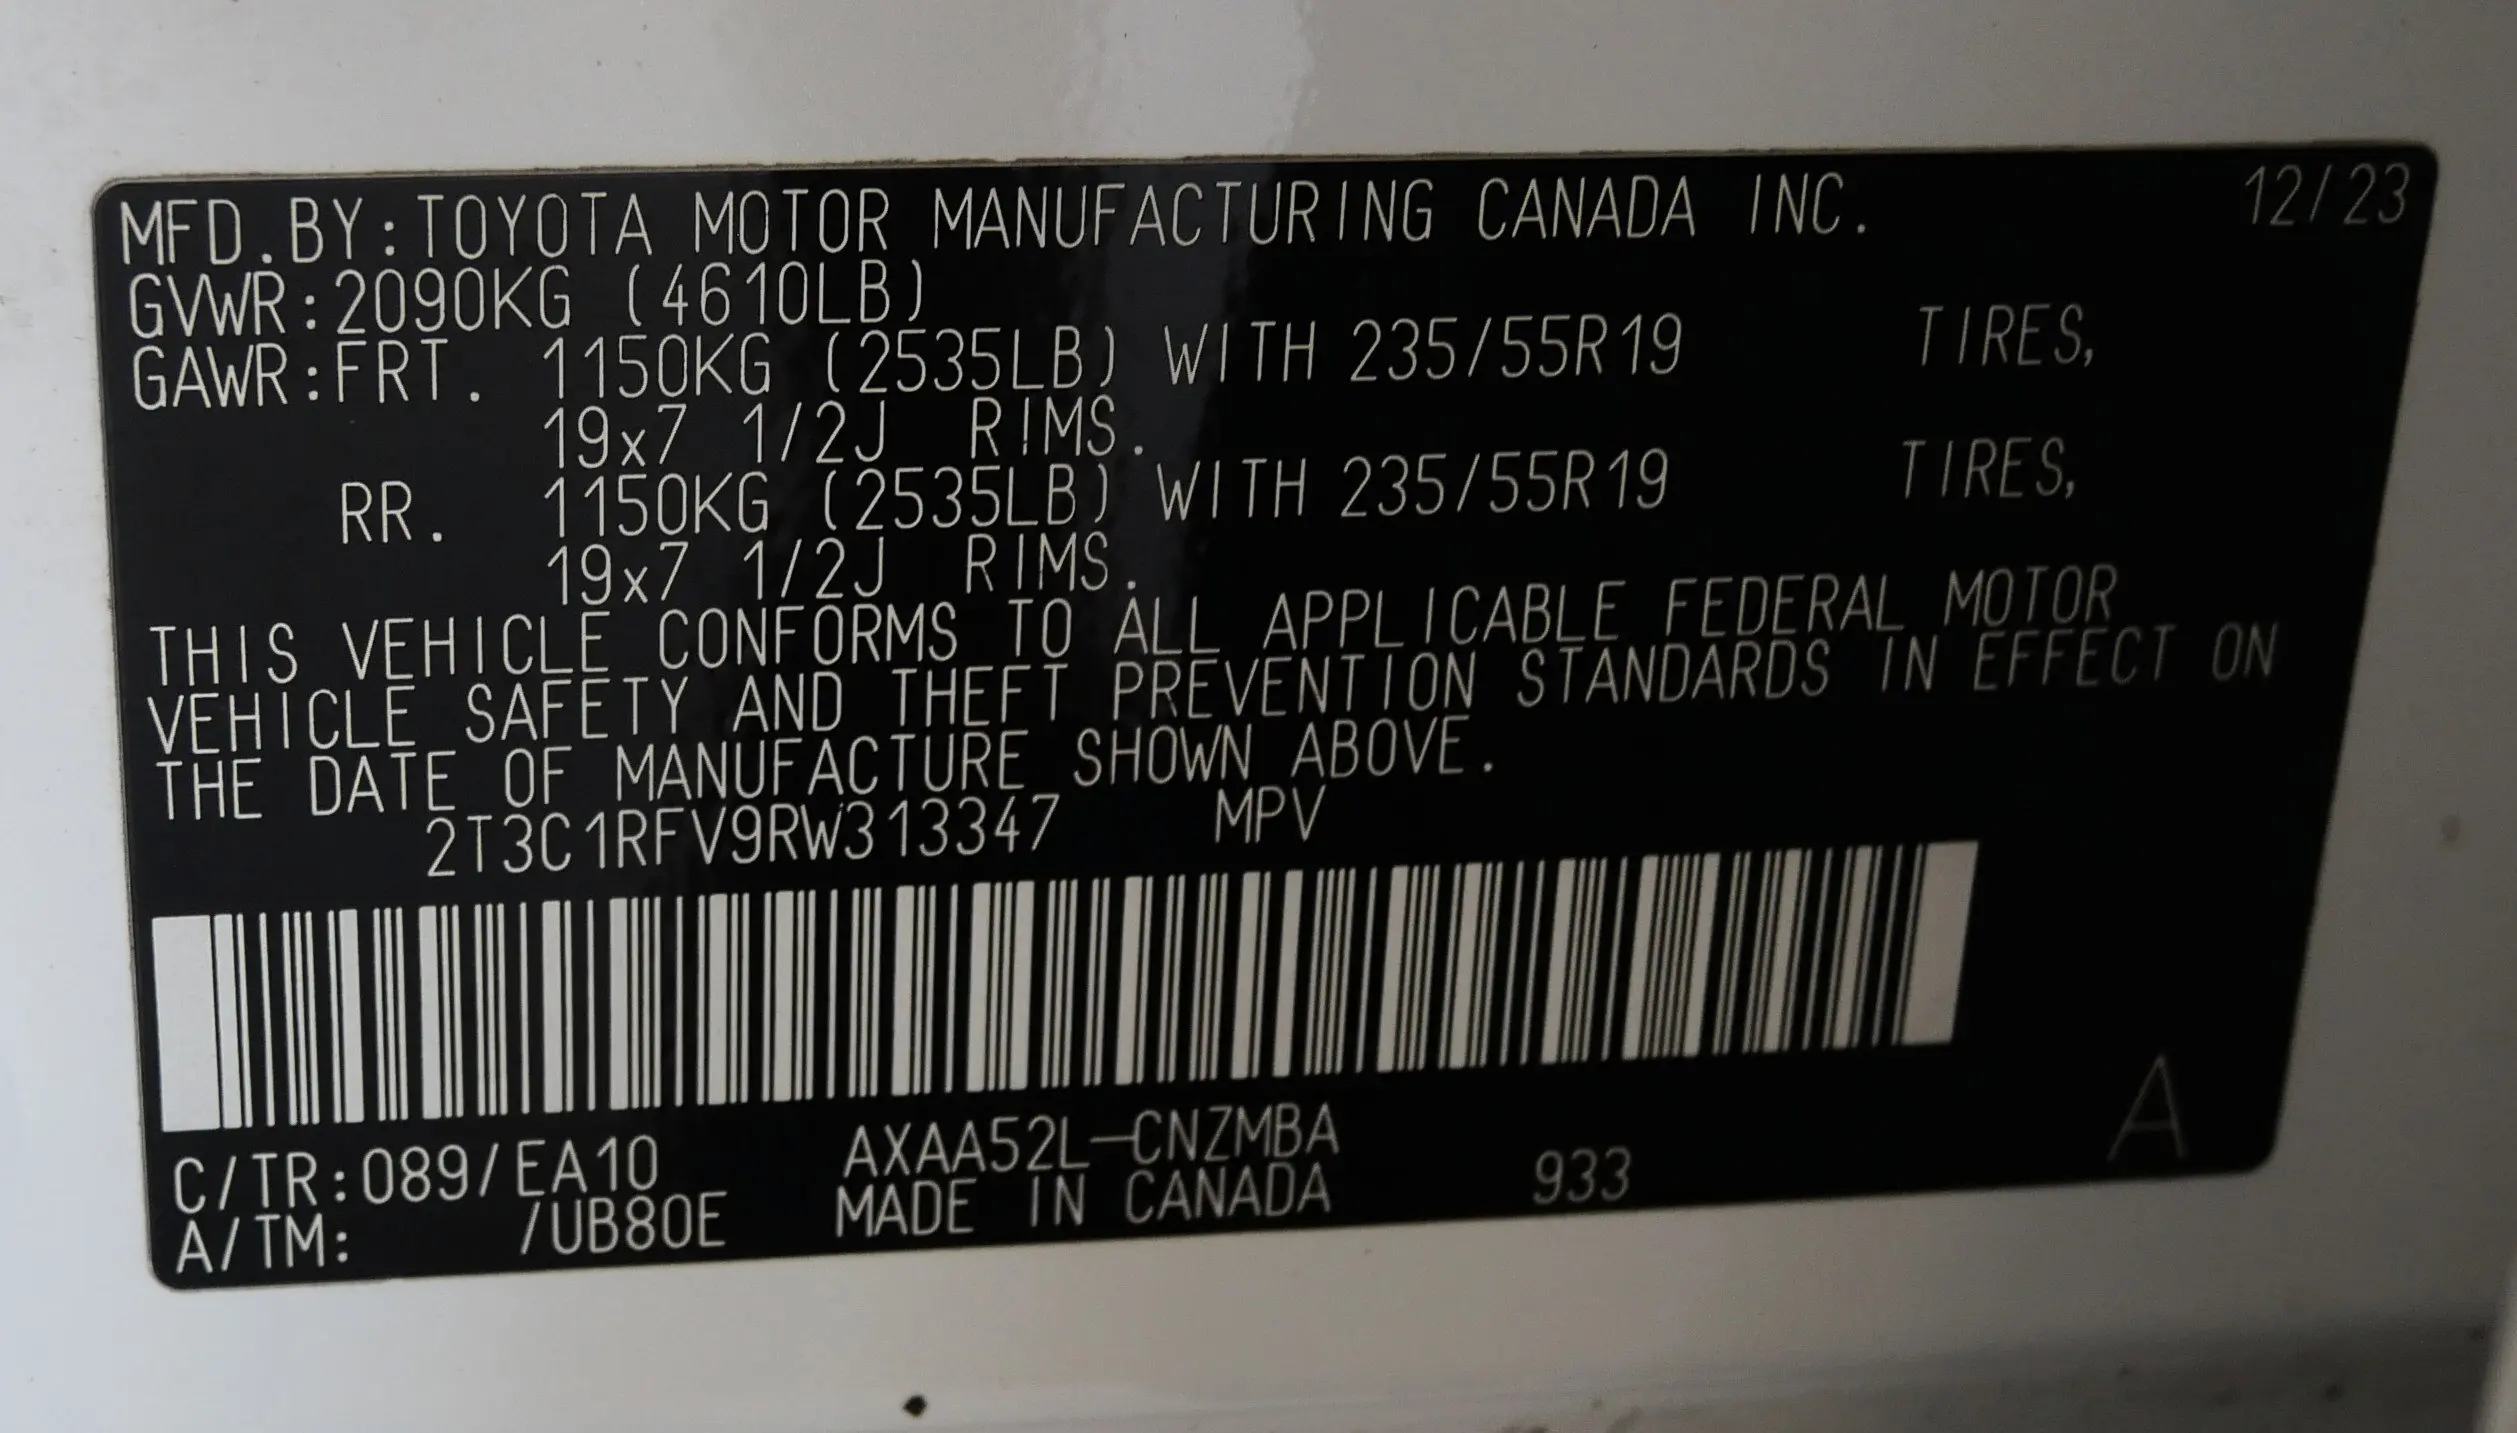 MFD.BY:TOYOTA MOTOR MANUFACTURING CANADA INC. 12/23
GVWR:2090KG (4610LB)
GAWR:FRT. 1150KG (2535LB) WITH 235/55R19 TIRES,
19x7 1/2J RIMS.
RR. 1150KG (2535LB) WITH 235/55R19 TIRES,
19x7 1/2J RIMS.
THIS VEHICLE CONFORMS TO ALL APPLICABLE FEDERAL MOTOR
VEHICLE SAFETY AND THEFT PREVENTION STANDARDS IN EFFECT ON
THE DATE OF MANUFACTURE SHOWN ABOVE.
2T3C1RFV9RW313347 MPV
C/TR:089/EA10 AXAA52L-CNZMBA
A/TM: /UB80E MADE IN CANADA 933 A